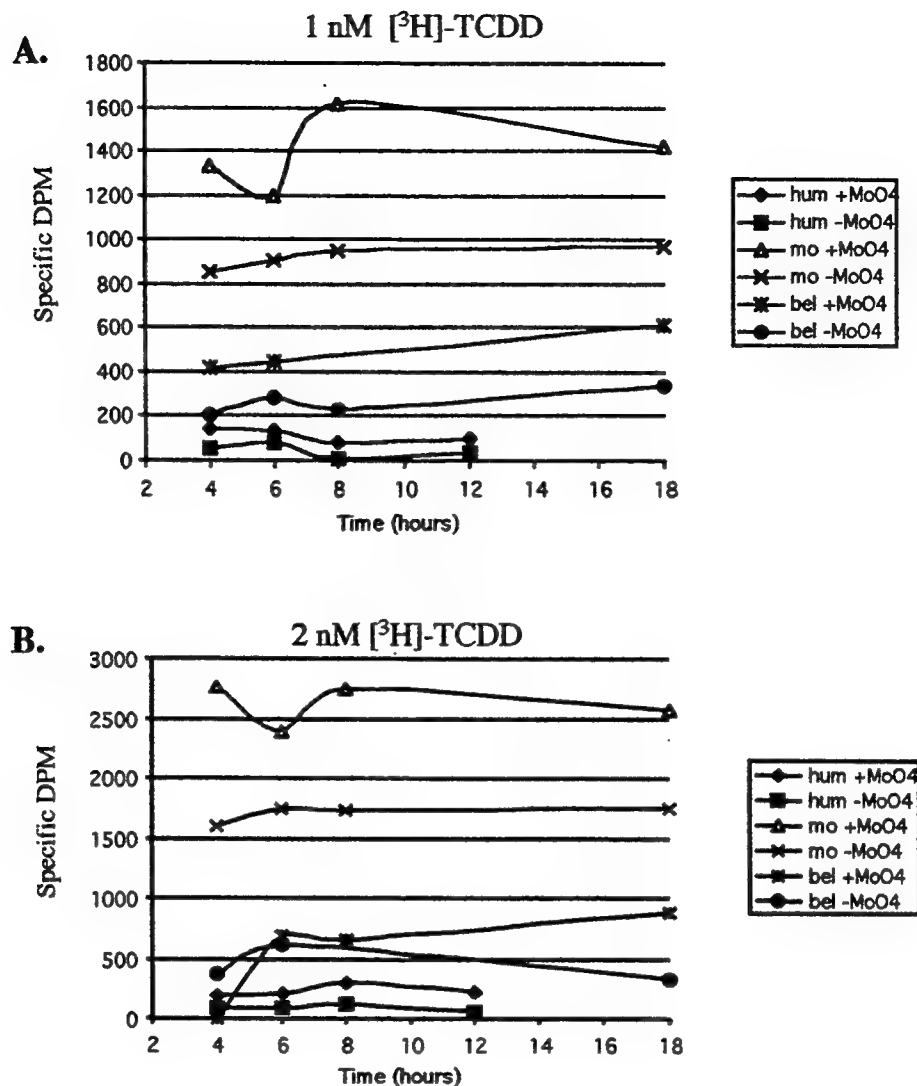 A.
1 nM [³H]-TCDD
1800
1600
1400
1200
1000
800
600
400
200
0
Specific DPM
2 4 6 8 10 12 14 16 18
Time (hours)
hum +MoO4
hum -MoO4
mo +MoO4
mo -MoO4
bel +MoO4
bel -MoO4
B.
2 nM [³H]-TCDD
3000
2500
2000
1500
1000
500
0
Specific DPM
2 4 6 8 10 12 14 16 18
Time (hours)
hum +MoO4
hum -MoO4
mo +MoO4
mo -MoO4
bel +MoO4
bel -MoO4